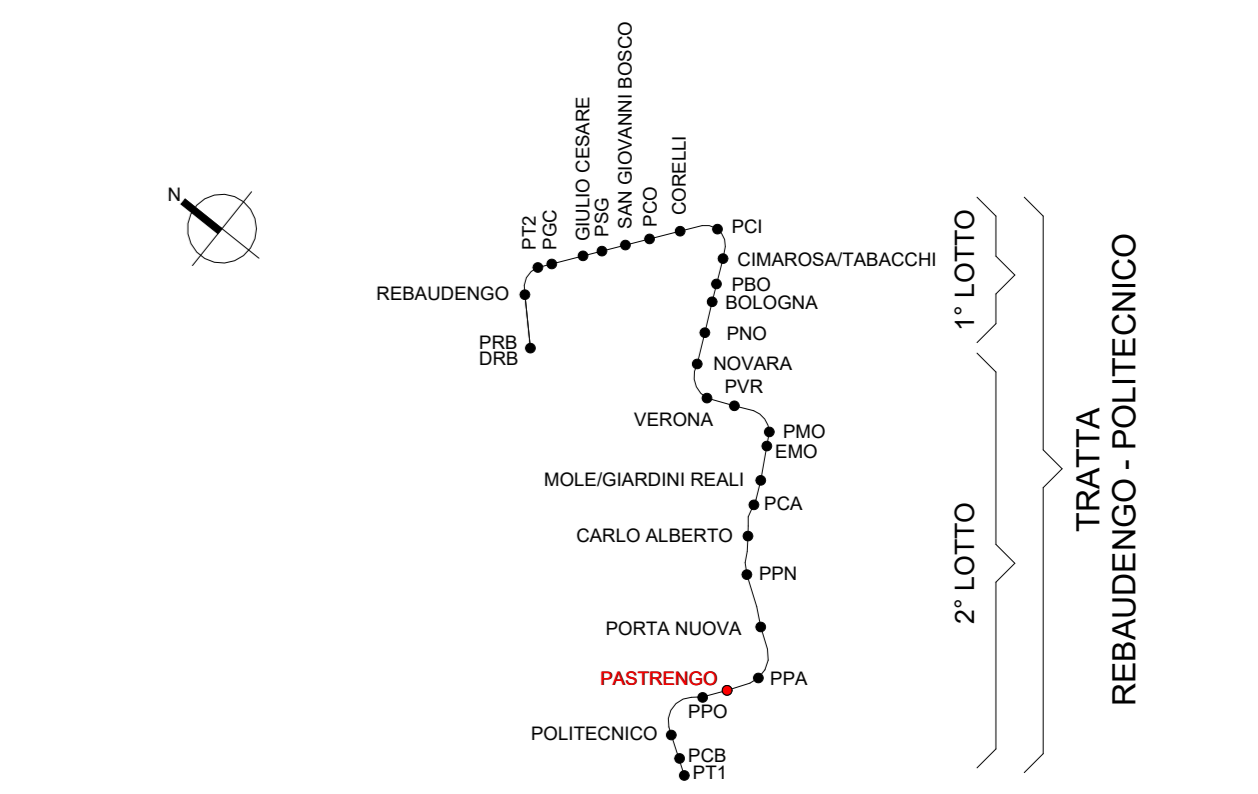 N
PT2
PGC
GIULIO CESARE
PSG
SAN GIOVANNI BOSCO
PCO
CORELLI
PCI
CIMAROSA/TABACCHI
PBO
BOLOGNA
PNO
NOVARA
PVR
VERONA
PMO
EMO
MOLE/GIARDINI REALI
PCA
CARLO ALBERTO
PPN
PORTA NUOVA
PASTRENGO
PPA
PPO
POLITECNICO
PCB
PT1
REBAUDENGO
PRB
DRB
1° LOTTO
2° LOTTO
TRATTA
REBAUDENGO - POLITECNICO